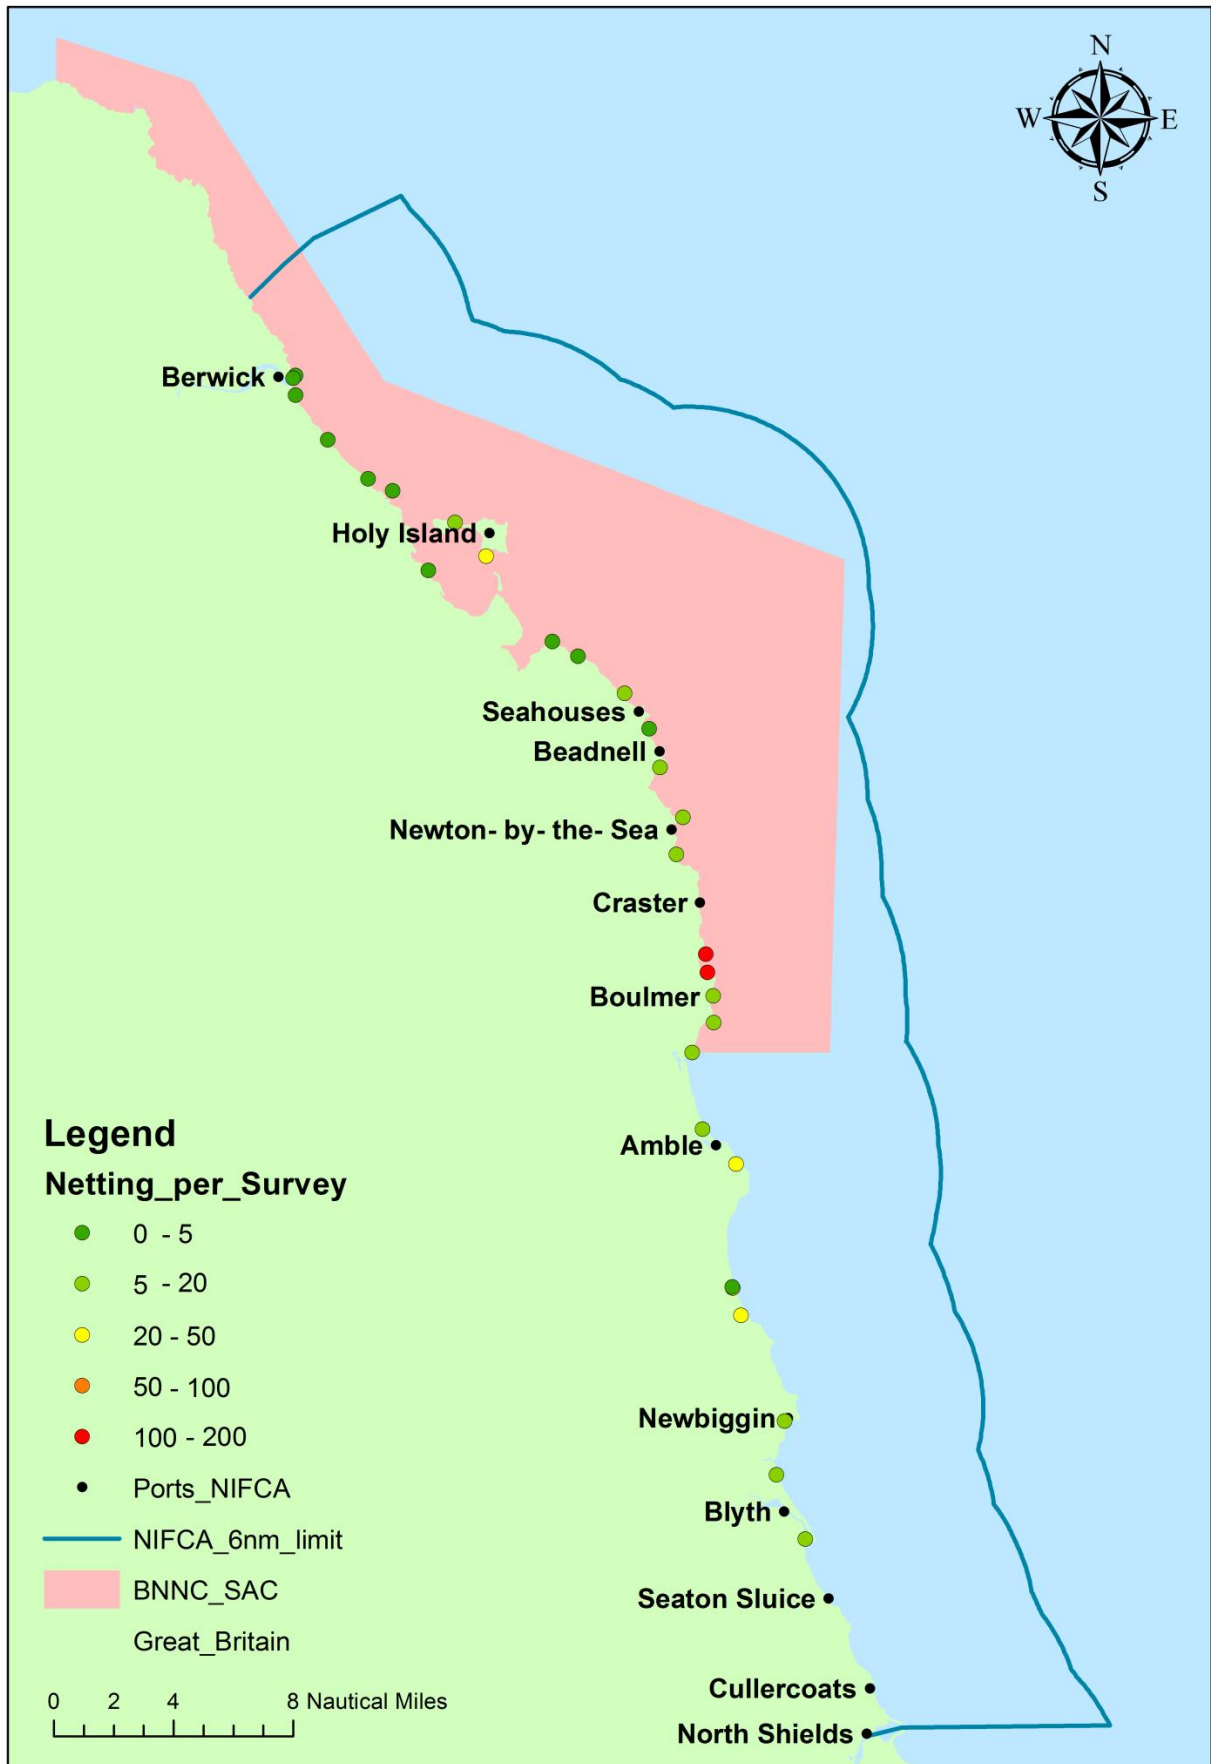 N
W E
S
Berwick
Holy Island
Seahouses
Beadnell
Newton- by- the- Sea
Craster
Boulmer
Amble
Newbiggin
Blyth
Seaton Sluice
Cullercoats
North Shields
Legend
Netting_per_Survey
0 - 5
5 - 20
20 - 50
50 - 100
100 - 200
Ports_NIFCA
NIFCA_6nm_limit
BNNC_SAC
Great_Britain
0 2 4 8 Nautical Miles